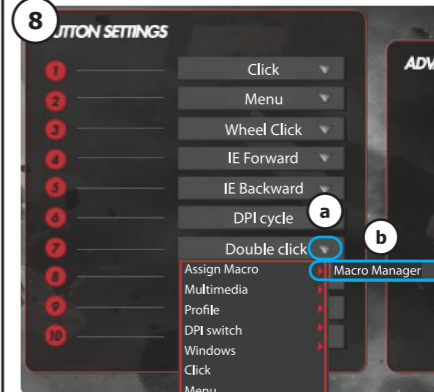 8
BUTTON SETTINGS
ADV
1 Click
2 Menu
3 Wheel Click
4 IE Forward
5 IE Backward
6 DPI cycle
a
7 Double click
b
8
9
10
Assign Macro
Macro Manager
Multimedia
Profile
DPI switch
Windows
Click
Menu